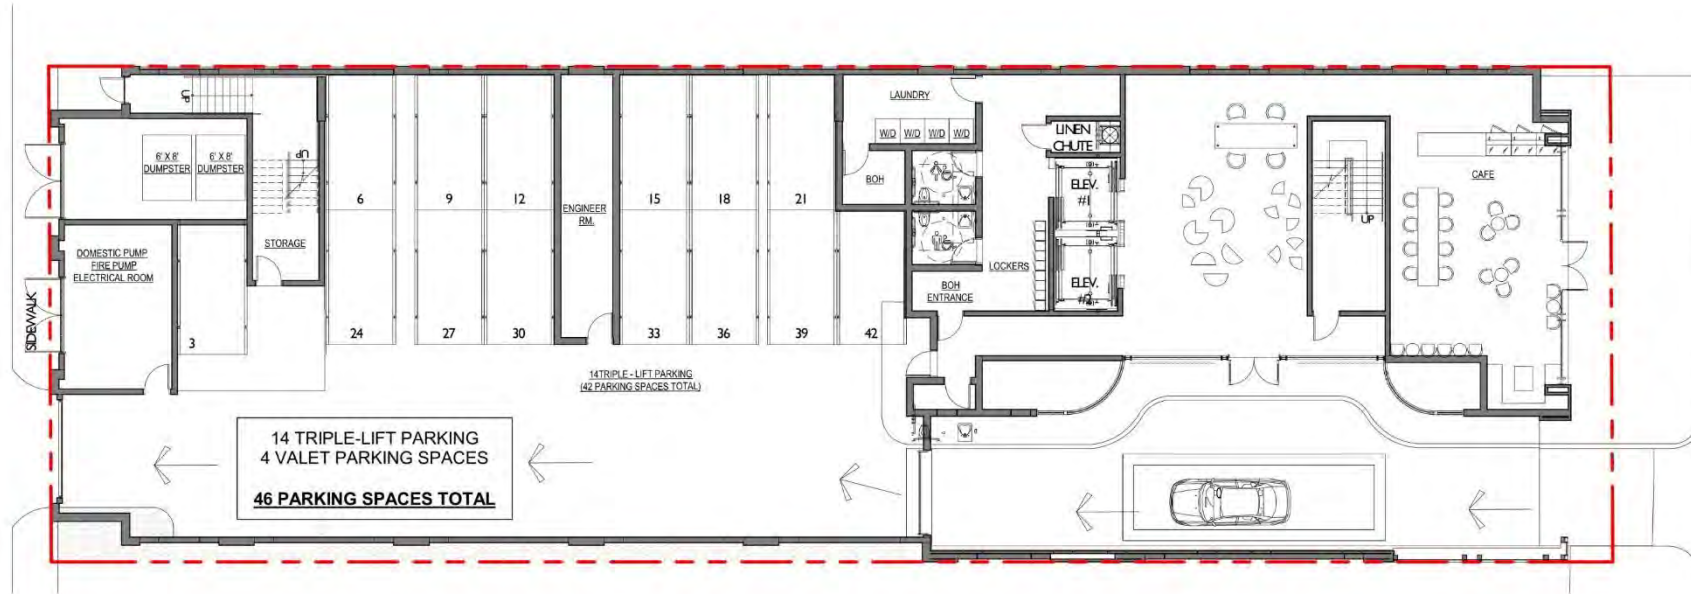 UP
LAUNDRY
W/D W/D W/D W/D
LINEN
CHUTE
6' X 8'
DUMPSTER
6' X 8'
DUMPSTER
UP
BOH
CAFE
ELEV.
#1
6
9
12
ENGINEER
RM.
15
18
21
UP
STORAGE
DOMESTIC PUMP
FIRE PUMP
ELECTRICAL ROOM
LOCKERS
BOH
ENTRANCE
ELEV.
#2
SIDEWALK
3
24
27
30
33
36
39
42
14TRIPLE - LIFT PARKING
(42 PARKING SPACES TOTAL)
14 TRIPLE-LIFT PARKING
4 VALET PARKING SPACES
46 PARKING SPACES TOTAL